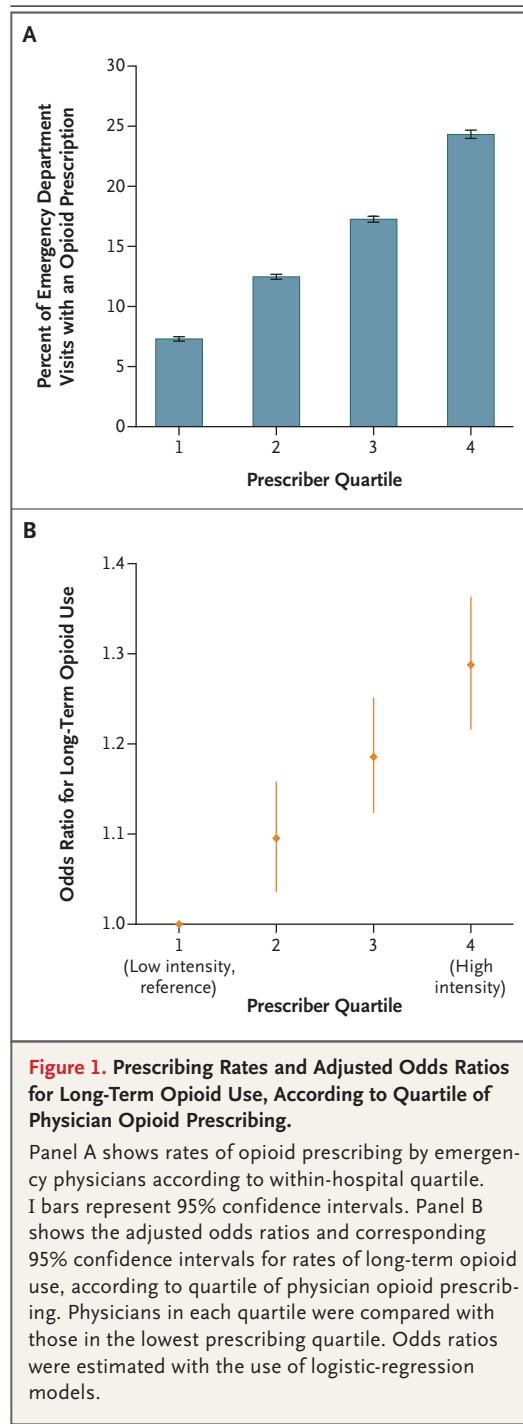 A
30
25
20
15
10
5
0
Percent of Emergency Department
Visits with an Opioid Prescription
1 2 3 4
Prescriber Quartile
B
1.4
1.3
1.2
1.1
1.0
Odds Ratio for Long-Term Opioid Use
1 2 3 4
(Low intensity, (High
reference) intensity)
Prescriber Quartile
Figure 1. Prescribing Rates and Adjusted Odds Ratios
for Long-Term Opioid Use, According to Quartile of
Physician Opioid Prescribing.
Panel A shows rates of opioid prescribing by emergen-
cy physicians according to within-hospital quartile.
I bars represent 95% confidence intervals. Panel B
shows the adjusted odds ratios and corresponding
95% confidence intervals for rates of long-term opioid
use, according to quartile of physician opioid prescrib-
ing. Physicians in each quartile were compared with
those in the lowest prescribing quartile. Odds ratios
were estimated with the use of logistic-regression
models.